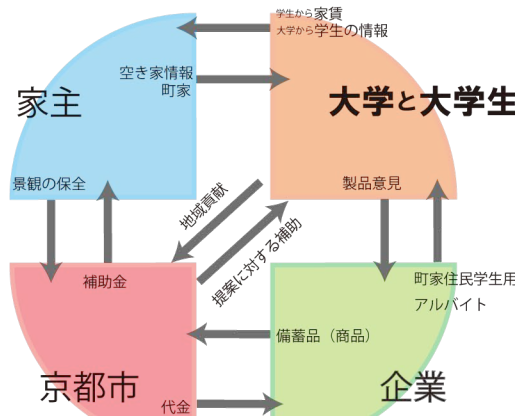 学生から家賃
大学から学生の情報
空き家情報
町家
家主
大学と大学生
景観の保全
製品意見
地域貢献
提案に対する補助
補助金
町家住民学生用
アルバイト
備蓄品（商品）
京都市
企業
代金